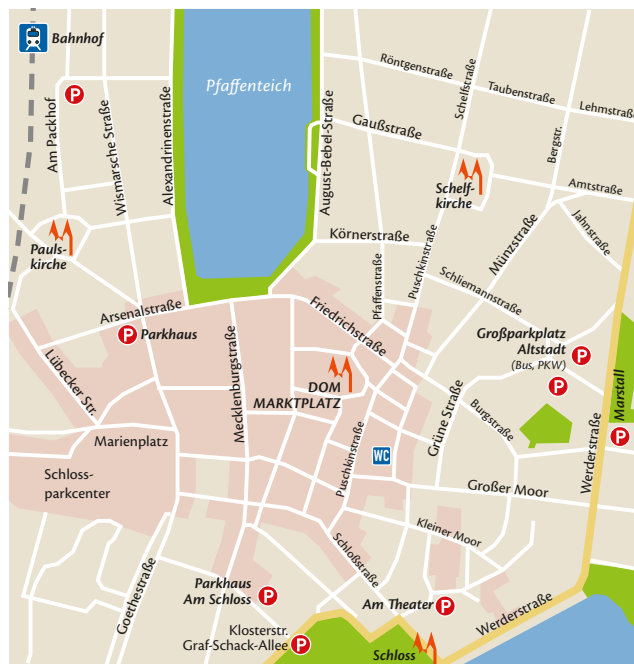 Bahnhof
Pfaffenteich
P
Am Packhof
Wismarsche Straße
Alexandrinenstraße
August-Bebel-Straße
Röntgenstraße
Schelfstraße
Taubenstraße
Lehmstraße
Gaußstraße
Bergstr.
Schelf-
kirche
Amtstraße
Jahnstraße
Münzstraße
Pauls-
kirche
Körnerstraße
Pfaffenstraße
Puschkinstraße
Schliemannstraße
Arsenalstraße
P Parkhaus
Friedrichstraße
Großparkplatz
Altstadt
(Bus, PKW)
P
P
Lübecker Str.
Mecklenburgstraße
DOM
MARKTPLATZ
Grüne Straße
Burgstraße
Marstall
P
Werderstraße
Marienplatz
Puschkinstraße
WC
Schloss-
parkcenter
Großer Moor
Kleiner Moor
Schloßstraße
Goethestraße
Parkhaus
Am Schloss
P
Am Theater P
Werderstraße
Klosterstr.
Graf-Schack-Allee
P
Schloss